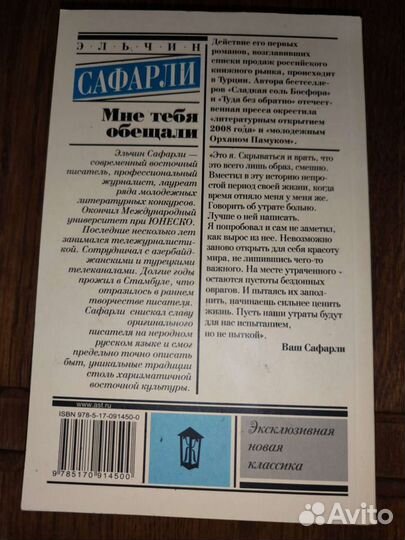 ЭЛЬЧИН
САФАРЛИ
Мне тебя
обещали
Эльчин Сафарли —
современный восточный
писатель, профессиональный
журналист, лауреат
ряда молодежных
литературных конкурсов.
Окончил Международный
университет при ЮНЕСКО.
Последние несколько лет
занимался тележурналисти-
кой. Сотрудничал с азербайд-
жанскими и турецкими
телеканалами. Долгие годы
прожил в Стамбуле, что
отразилось в раннем
творчестве писателя.
Сафарли снискал славу
оригинального
писателя на неродном
русском языке и смог
предельно точно описать
быт, уникальные традиции
столь харизматичной
восточной культуры.
Действие его первых
романов, возглавивших
списки продаж российского
книжного рынка, происходит
в Турции. Автора бестселле-
ров «Сладкая соль Босфора»
и «Туда без обратно» отечест-
венная пресса окрестила
«литературным открытием
2008 года» и «молодежным
Орханом Памуком».
«Это я. Скрываться и врать, что
это всего лишь образ, смешно.
Вместил в эту историю непро-
стой период своей жизни, когда
время отняло меня у меня же.
Говорить об утрате больно.
Лучше о ней написать.
Я попробовал и сам не заметил,
как вырос из нее. Невозможно
заново открыть для себя красоту
мира, не лишившись чего-то
важного. На месте утраченного -
остаются пустоты бездонных
оврагов. И пытаясь их запол-
нить, начинаешь сильнее ценить
жизнь. Пусть наши утраты будут
для нас испытанием,
но не пыткой».
Ваш Сафарли
www.ast.ru
ISBN 978-5-17-091450-0
9785170914500
Эксклюзивная
новая
классика
Avito